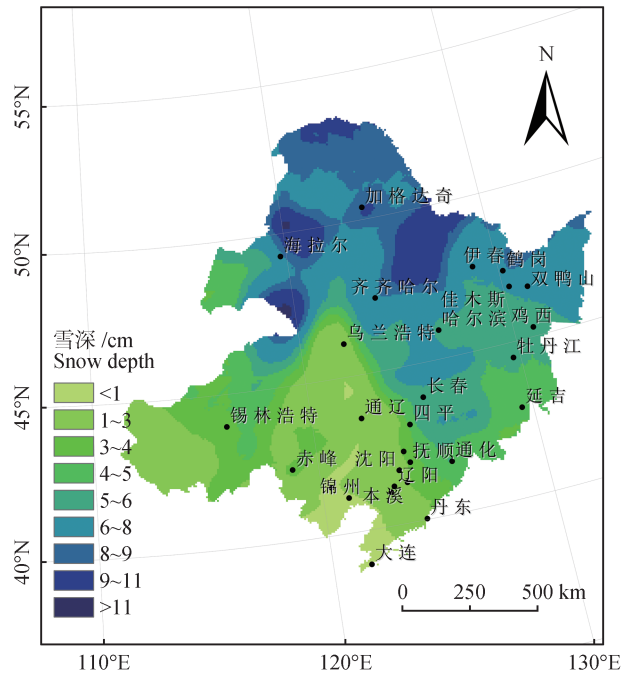 N
55°N
50°N
45°N
40°N
加格达奇
海拉尔
伊春
鹤岗
齐齐哈尔
佳木斯
双鸭山
乌兰浩特
哈尔滨
鸡西
牡丹江
长春
延吉
锡林浩特
通辽
四平
赤峰
沈阳
抚顺
通化
辽阳
锦州
本溪
丹东
大连
雪深 /cm
Snow depth
<1
1~3
3~4
4~5
5~6
6~8
8~9
9~11
>11
0 250 500 km
110°E 120°E 130°E